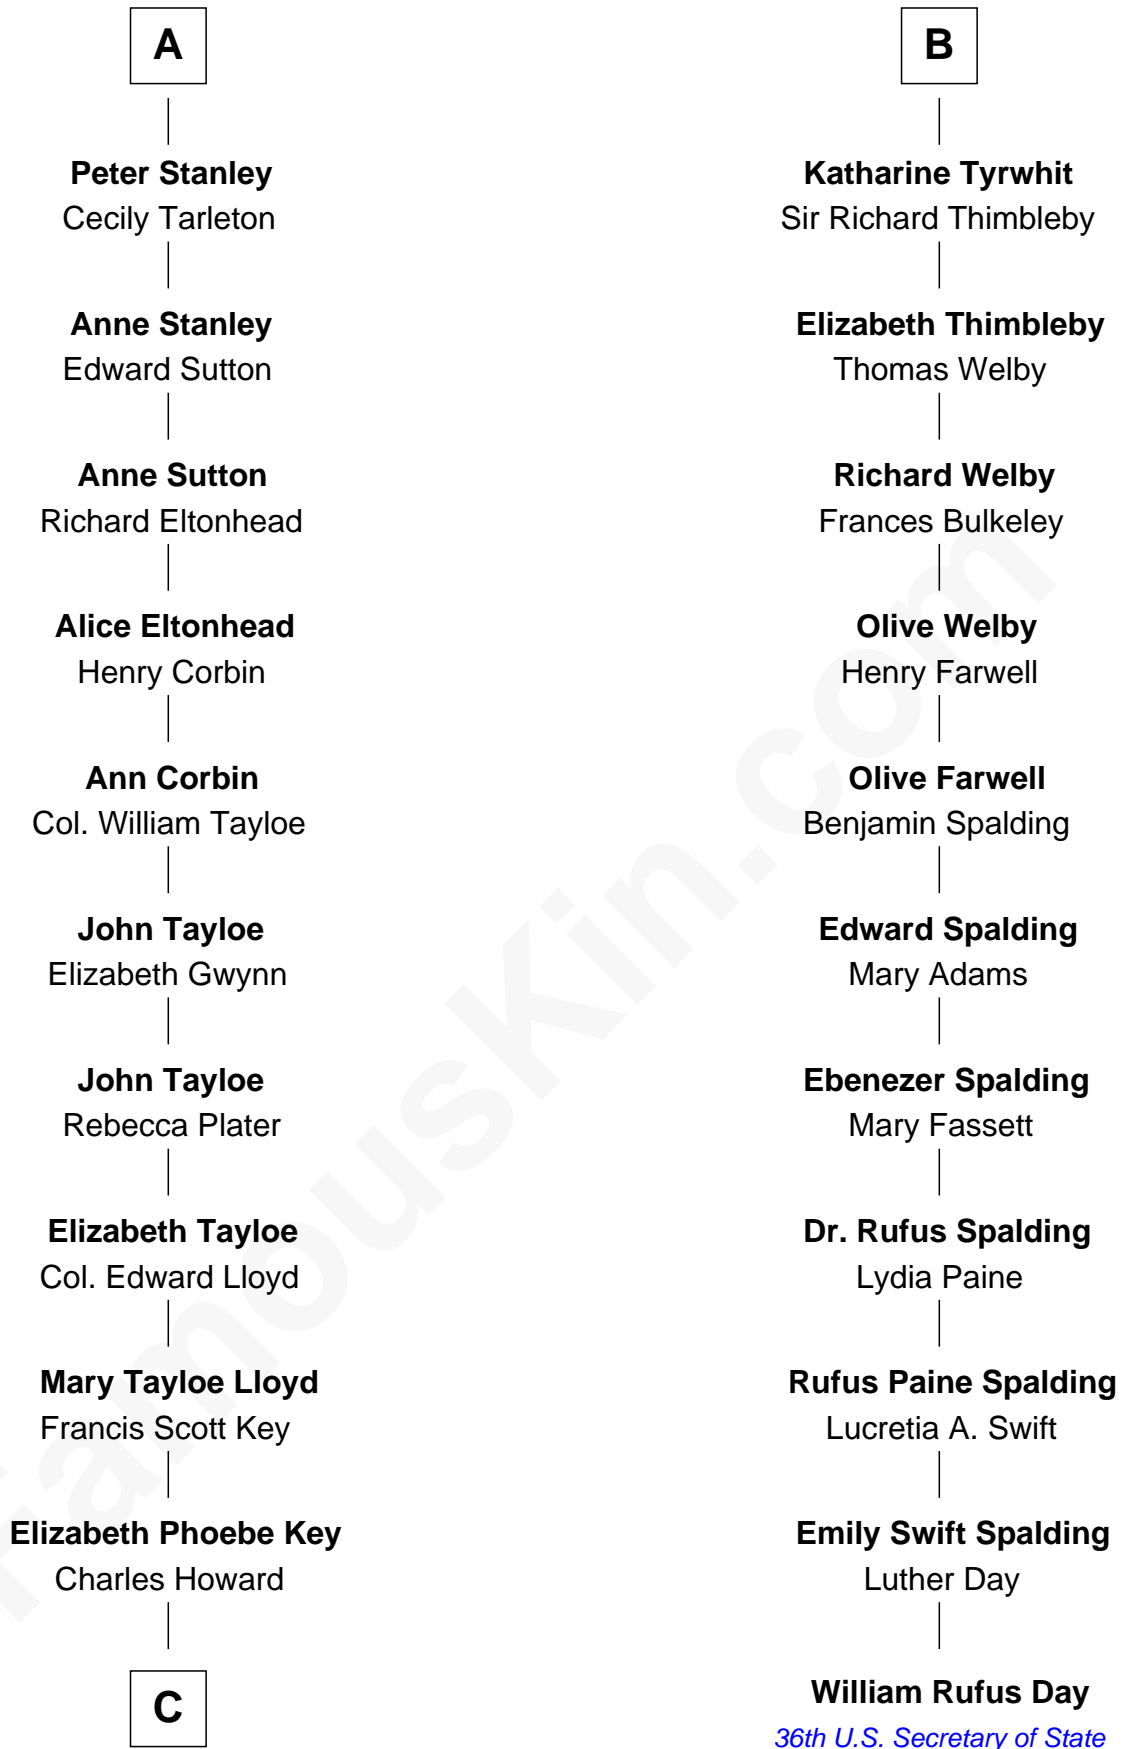 A
Peter Stanley
Cecily Tarleton
Anne Stanley
Edward Sutton
Anne Sutton
Richard Eltonhead
Alice Eltonhead
Henry Corbin
Ann Corbin
Col. William Tayloe
John Tayloe
Elizabeth Gwynn
John Tayloe
Rebecca Plater
Elizabeth Tayloe
Col. Edward Lloyd
Mary Tayloe Lloyd
Francis Scott Key
Elizabeth Phoebe Key
Charles Howard
C
B
Katharine Tyrwhit
Sir Richard Thimbleby
Elizabeth Thimbleby
Thomas Welby
Richard Welby
Frances Bulkeley
Olive Welby
Henry Farwell
Olive Farwell
Benjamin Spalding
Edward Spalding
Mary Adams
Ebenezer Spalding
Mary Fassett
Dr. Rufus Spalding
Lydia Paine
Rufus Paine Spalding
Lucretia A. Swift
Emily Swift Spalding
Luther Day
William Rufus Day
36th U.S. Secretary of State
FamousKin.com